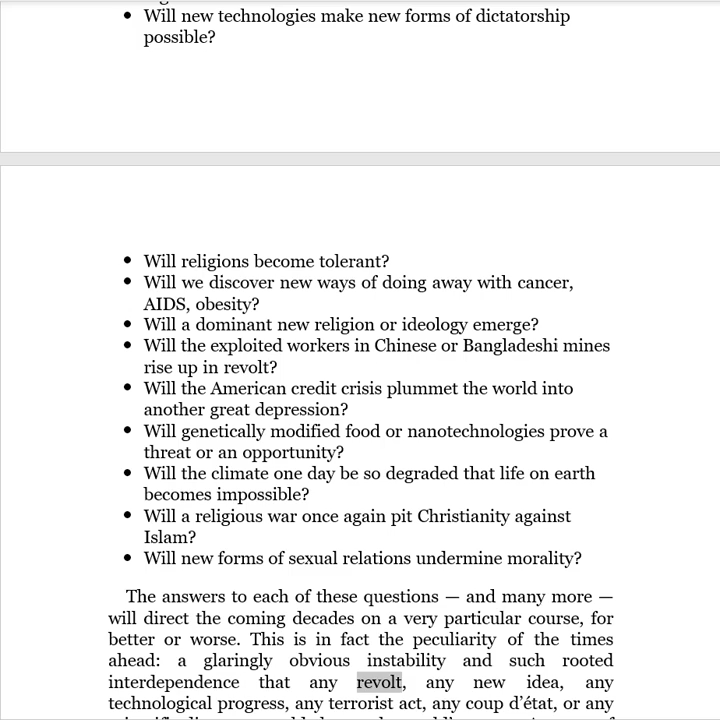 • Will new technologies make new forms of dictatorship
possible?
• Will religions become tolerant?
• Will we discover new ways of doing away with cancer,
AIDS, obesity?
• Will a dominant new religion or ideology emerge?
• Will the exploited workers in Chinese or Bangladeshi mines
rise up in revolt?
• Will the American credit crisis plummet the world into
another great depression?
• Will genetically modified food or nanotechnologies prove a
threat or an opportunity?
• Will the climate one day be so degraded that life on earth
becomes impossible?
• Will a religious war once again pit Christianity against
Islam?
• Will new forms of sexual relations undermine morality?
The answers to each of these questions — and many more —
will direct the coming decades on a very particular course, for
better or worse. This is in fact the peculiarity of the times
ahead: a glaringly obvious instability and such rooted
interdependence that any revolt, any new idea, any
technological progress, any terrorist act, any coup d’état, or any